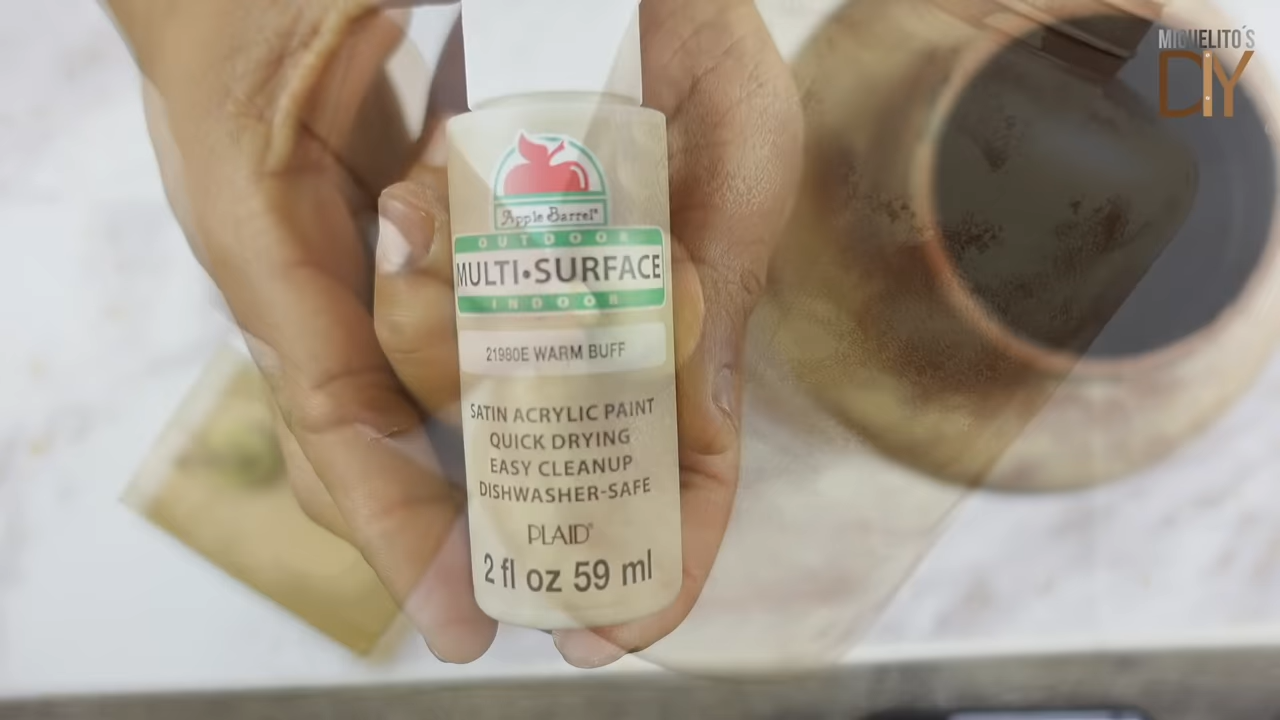 MIGUELITO´S
DIY
Apple Barrel®
OUTDOOR
MULTI•SURFACE
INDOOR
21980E WARM BUFF
SATIN ACRYLIC PAINT
QUICK DRYING
EASY CLEANUP
DISHWASHER-SAFE
PLAID®
2 fl oz 59 ml